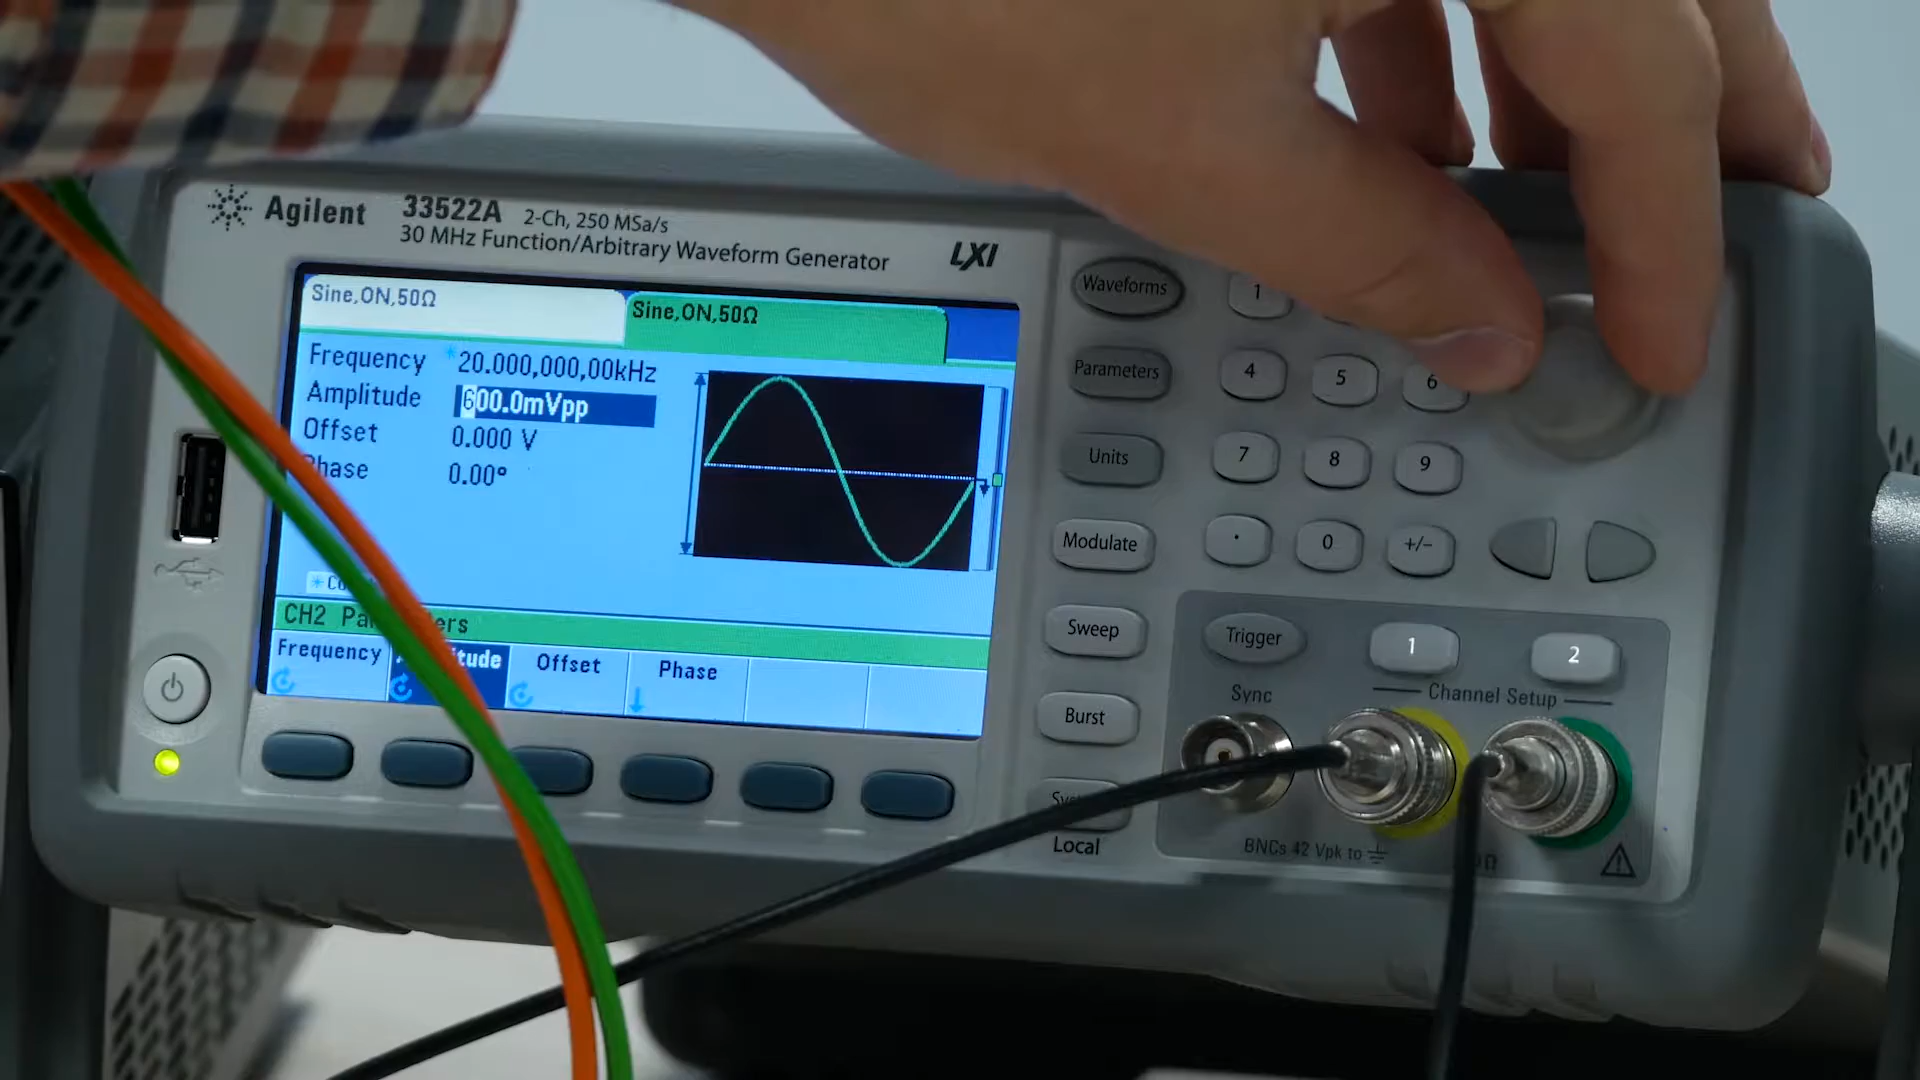 Agilent
33522A
2-Ch, 250 MSa/s
30 MHz Function/Arbitrary Waveform Generator
LXI
Sine,ON,50Ω
Sine,ON,50Ω
Frequency *20.000,000,00kHz
Amplitude 600.0mVpp
Offset 0.000 V
Phase 0.00°
CH2
Frequency
Offset
Phase
Waveforms
Parameters
Units
Modulate
Sweep
Burst
Local
1
4 5 6
7 8 9
. 0 +/-
Trigger
1 2
Sync
Channel Setup
BNCs 42 Vpk to